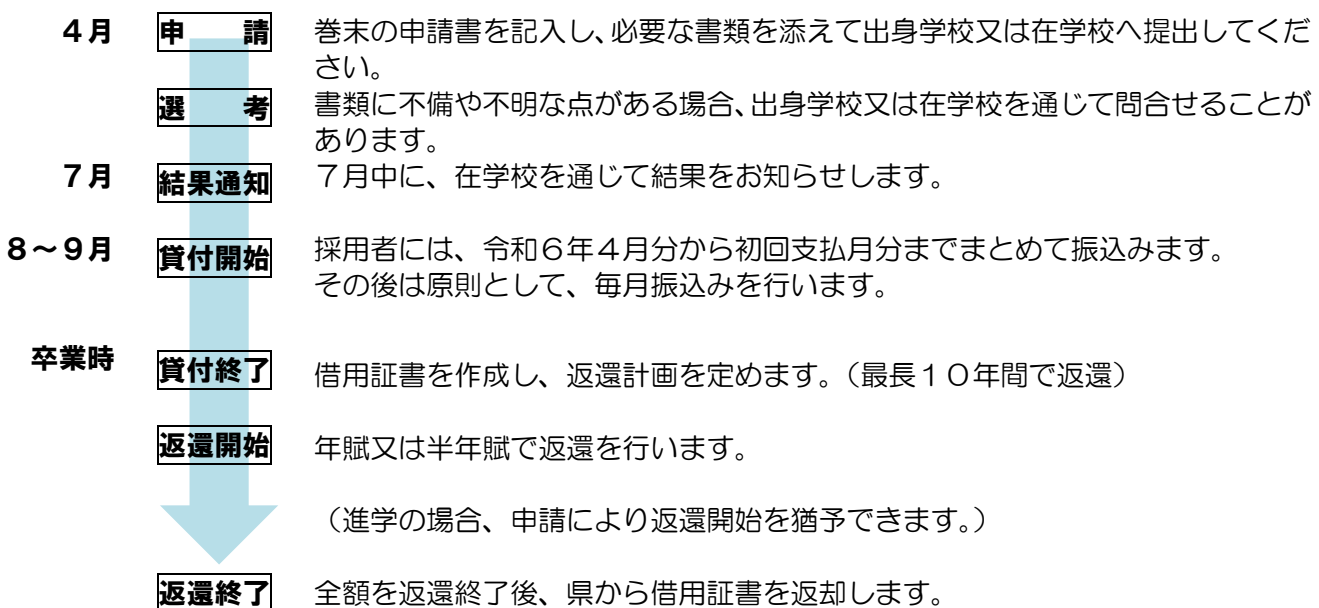 ４月 申　　請 巻末の申請書を記入し、必要な書類を添えて出身学校又は在学校へ提出してくだ
さい。
選　　考 書類に不備や不明な点がある場合、出身学校又は在学校を通じて問合せることが
あります。
７月 結果通知 ７月中に、在学校を通じて結果をお知らせします。
８～９月 貸付開始 採用者には、令和６年４月分から初回支払月分までまとめて振込みます。
その後は原則として、毎月振込みを行います。
卒業時 貸付終了 借用証書を作成し、返還計画を定めます。（最長１０年間で返還）
返還開始 年賦又は半年賦で返還を行います。
（進学の場合、申請により返還開始を猶予できます。）
返還終了 全額を返還終了後、県から借用証書を返却します。